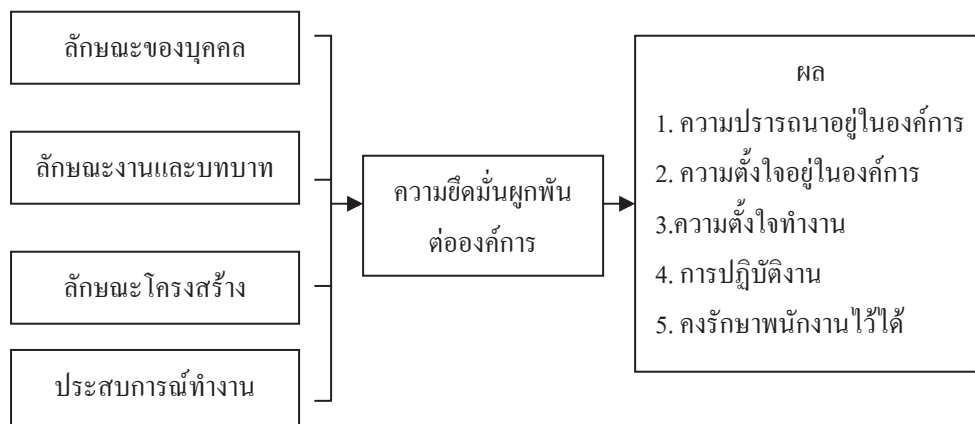 ลักษณะของบุคคล
ลักษณะงานและบทบาท
ลักษณะโครงสร้าง
ประสบการณ์ทำงาน
ความยึดมั่นผูกพัน
ต่อองค์การ
ผล
1. ความปรารถนาอยู่ในองค์การ
2. ความตั้งใจอยู่ในองค์การ
3.ความตั้งใจทำงาน
4. การปฏิบัติงาน
5. คงรักษาพนักงานไว้ได้